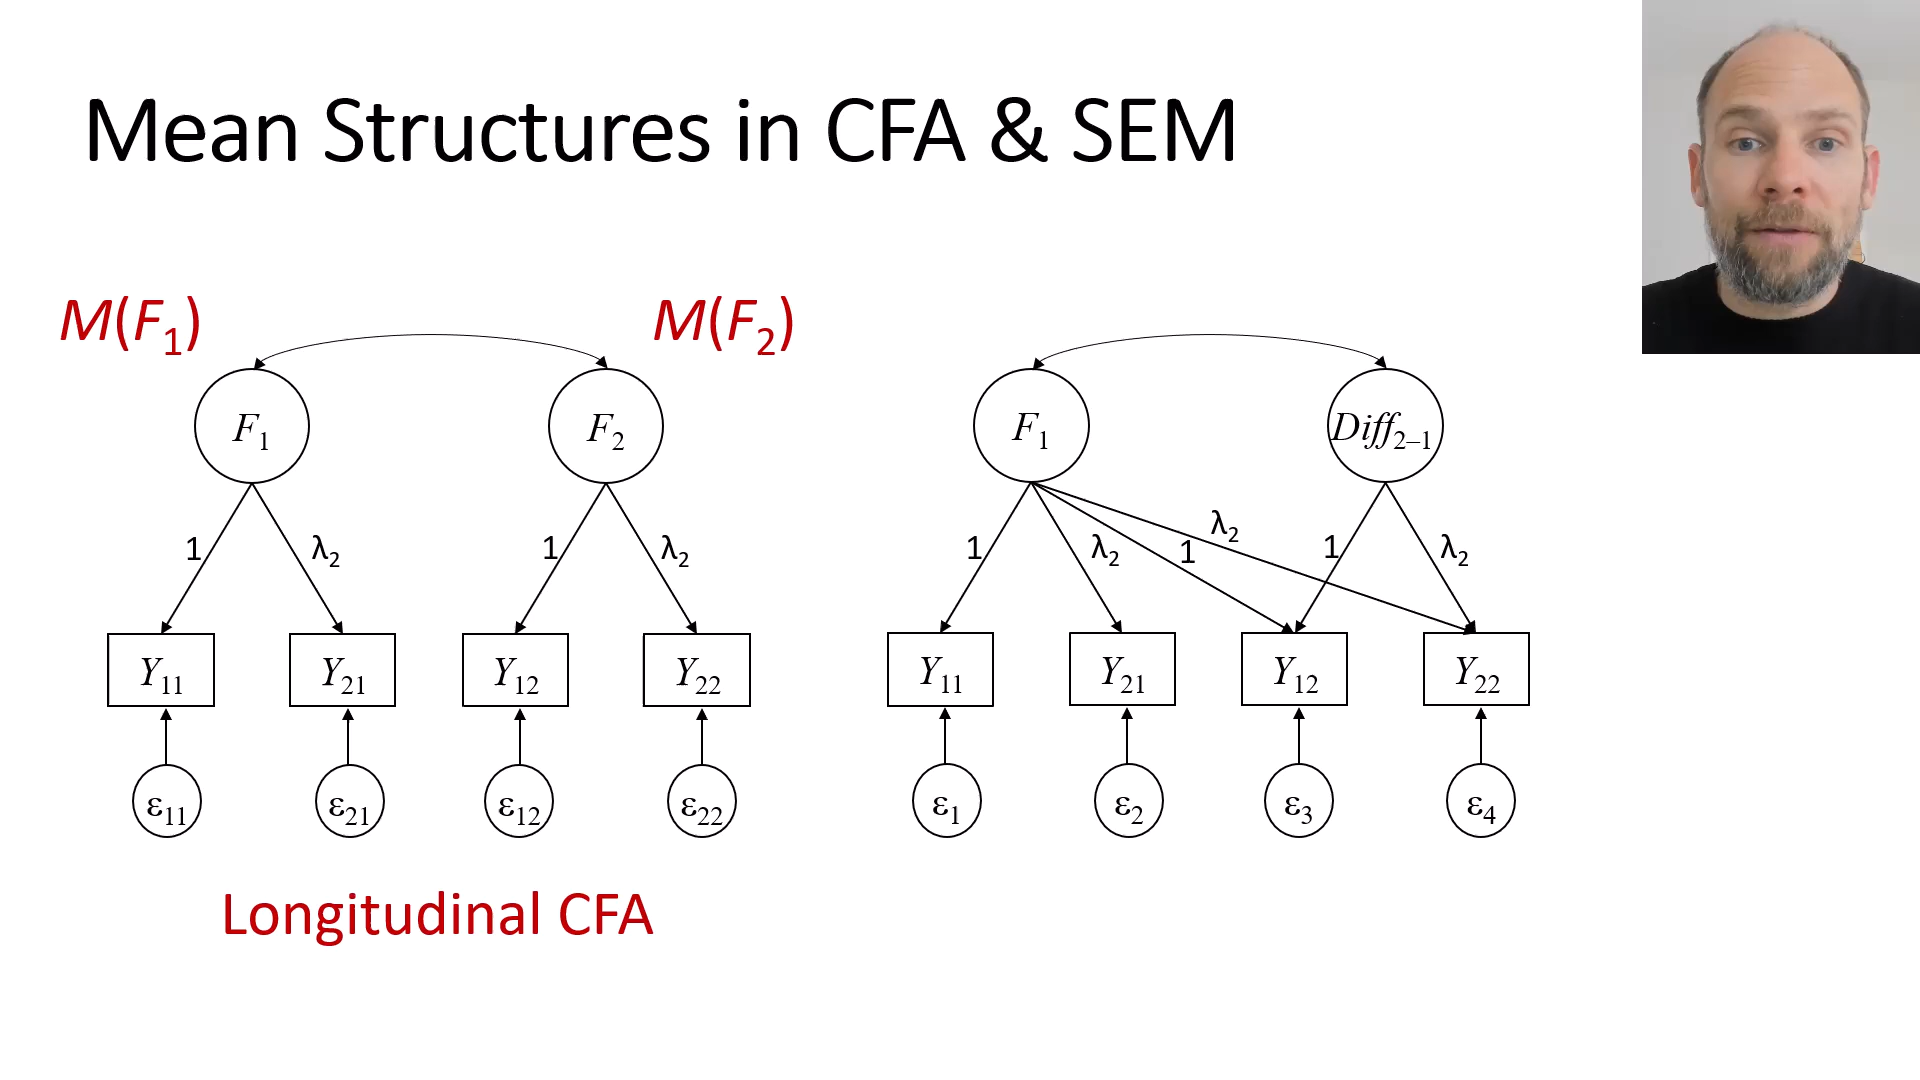 Mean Structures in CFA & SEM
M(F₁) M(F₂)
F₁ F₂ F₁ Diff₂₋₁
λ₂
1 λ₂ 1 λ₂ 1 λ₂ 1 1 λ₂
Y₁₁ Y₂₁ Y₁₂ Y₂₂ Y₁₁ Y₂₁ Y₁₂ Y₂₂
ε₁₁ ε₂₁ ε₁₂ ε₂₂ ε₁ ε₂ ε₃ ε₄
Longitudinal CFA